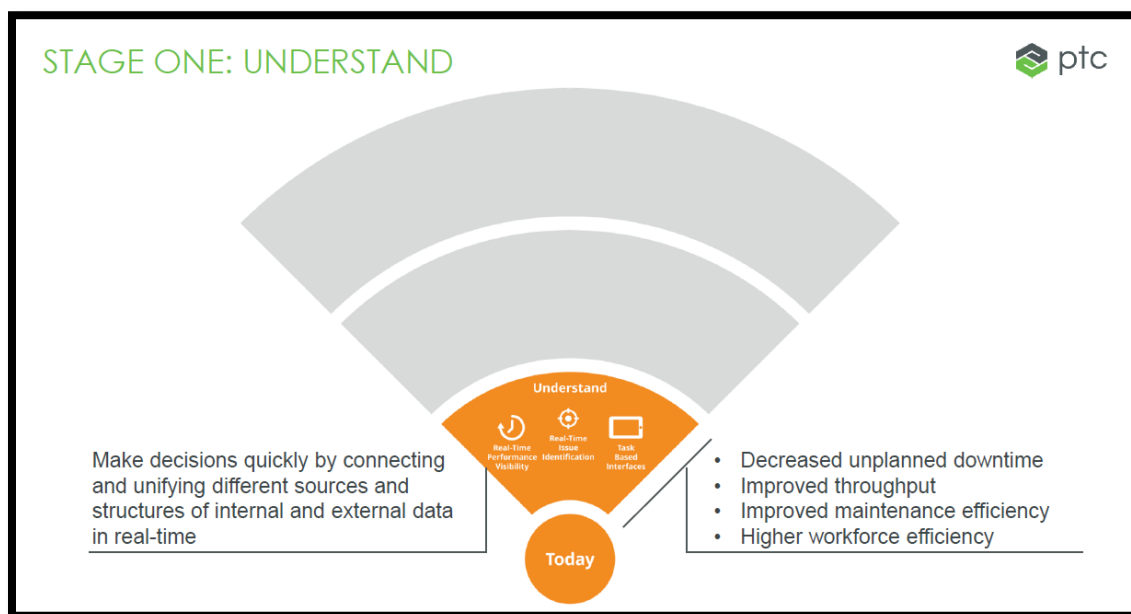 STAGE ONE: UNDERSTAND
ptc
Understand
Real-Time
Performance
Visibility
Real-Time
Issue
Identification
Task
Based
Interfaces
Make decisions quickly by connecting
and unifying different sources and
structures of internal and external data
in real-time
• Decreased unplanned downtime
• Improved throughput
• Improved maintenance efficiency
• Higher workforce efficiency
Today